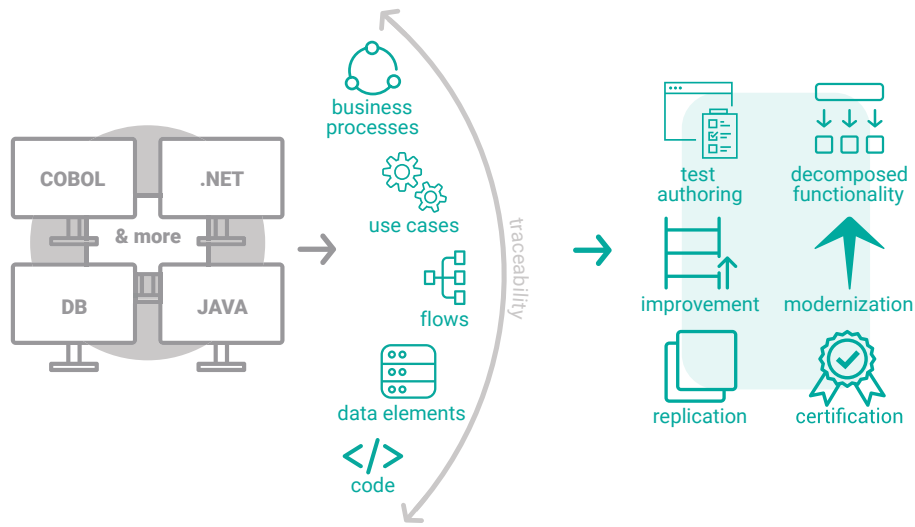 COBOL
.NET
& more
DB
JAVA
business
processes
use cases
flows
data elements
code
traceability
test
authoring
decomposed
functionality
improvement
modernization
replication
certification